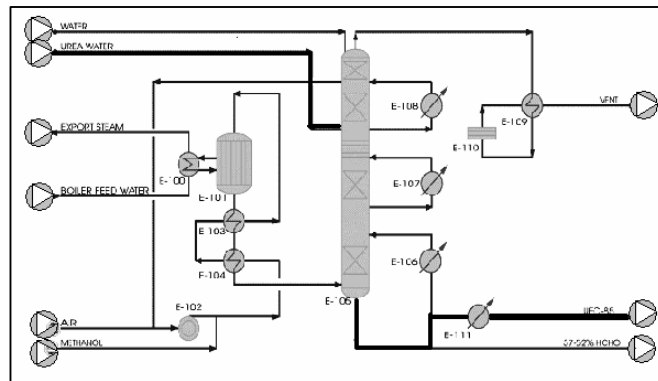 WATER
UREA WATER
E-108
VENT
E-109
E-110
EXPORT STEAM
E-100
E-101
E-107
BOILER FEED WATER
E-103
E-104
E-106
E-105
E-102
AIR
UFC-85
E-111
METHANOL
37-52% HCHO